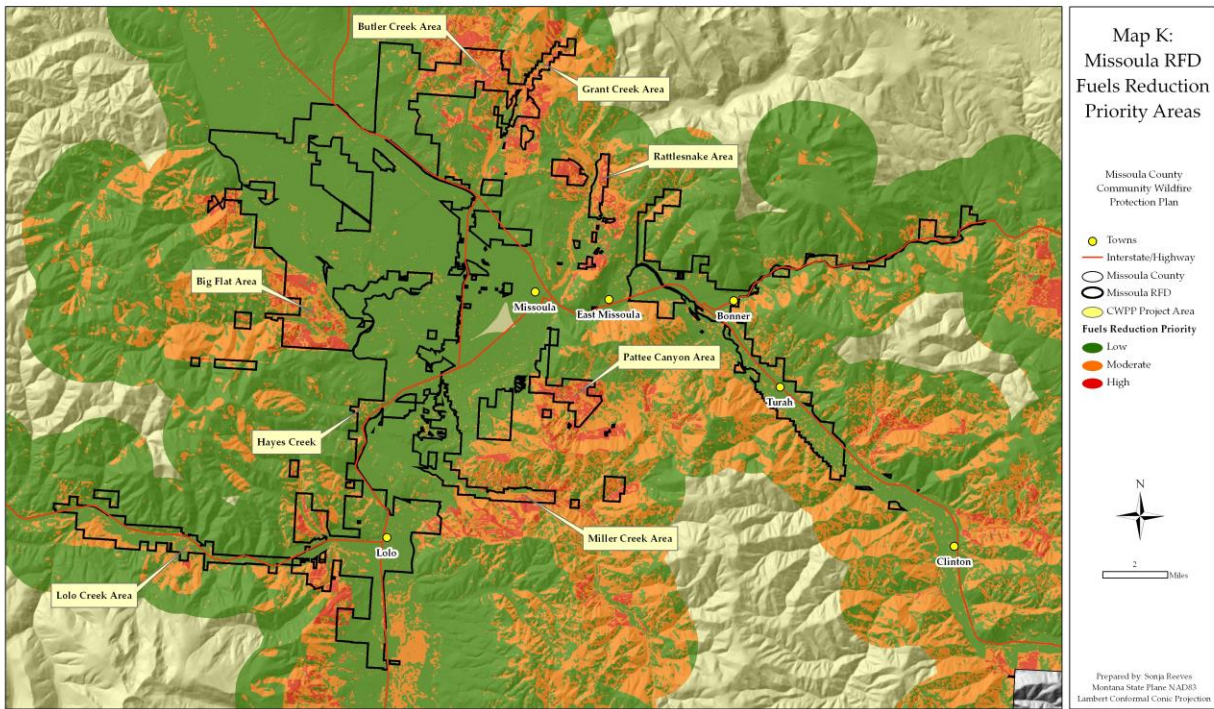 Butler Creek Area
Grant Creek Area
Rattlesnake Area
Big Flat Area
Missoula
East Missoula
Bonner
Pattee Canyon Area
Turah
Hayes Creek
Miller Creek Area
Lolo
Clinton
Lolo Creek Area
Map K:
Missoula RFD
Fuels Reduction
Priority Areas
Missoula County
Community Wildfire
Protection Plan
Towns
Interstate/Highway
Missoula County
Missoula RFD
CWPP Project Area
Fuels Reduction Priority
Low
Moderate
High
N
2
Miles
Prepared by: Sonja Reeves
Montana State Plane NAD83
Lambert Conformal Conic Projection